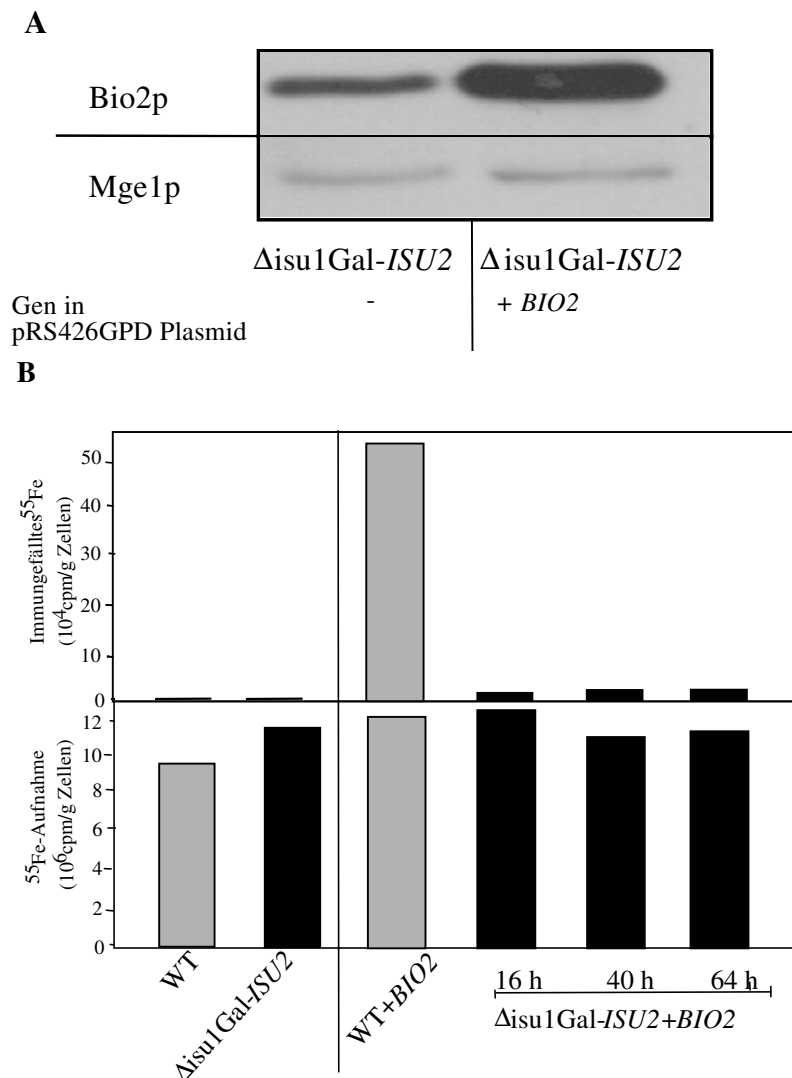 A
Bio2p
Mge1p
Δisu1Gal-ISU2 Δisu1Gal-ISU2
Gen in - + BIO2
pRS426GPD Plasmid
B
Immungefälltes⁵⁵Fe
(10⁴cpm/g Zellen)
50
40
30
20
10
0
⁵⁵Fe-Aufnahme
(10⁶cpm/g Zellen)
12
10
8
6
4
2
0
WT
Δisu1Gal-ISU2
WT+BIO2
16 h 40 h 64 h
Δisu1Gal-ISU2+BIO2